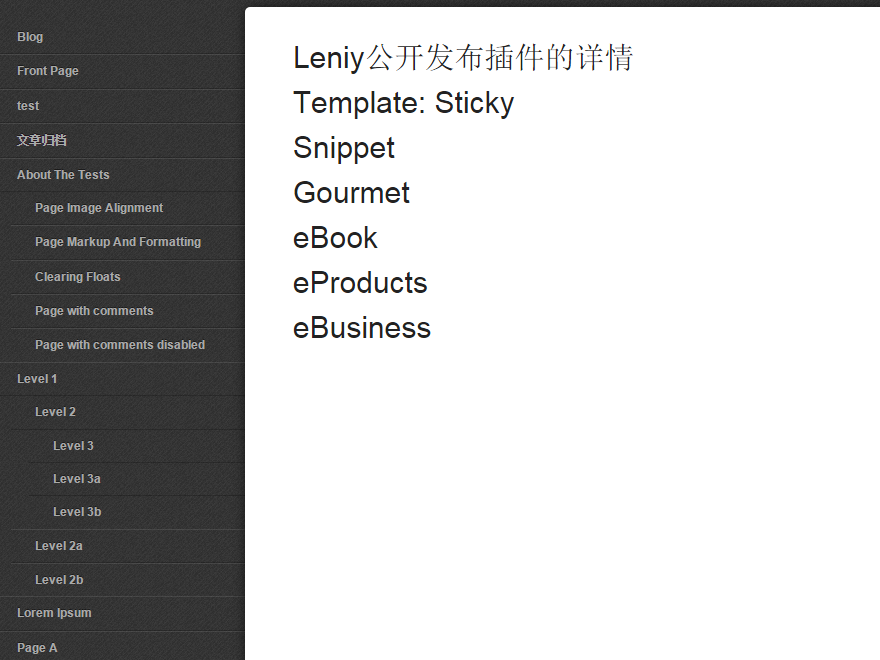 Blog
Front Page
test
文章归档
About The Tests
Page Image Alignment
Page Markup And Formatting
Clearing Floats
Page with comments
Page with comments disabled
Level 1
Level 2
Level 3
Level 3a
Level 3b
Level 2a
Level 2b
Lorem Ipsum
Page A
Leniy公开发布插件的详情
Template: Sticky
Snippet
Gourmet
eBook
eProducts
eBusiness